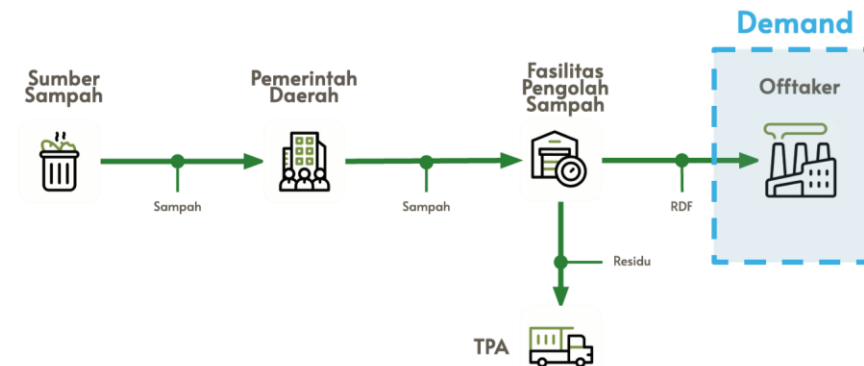 Demand
Sumber
Sampah
Pemerintah
Daerah
Fasilitas
Pengolah
Sampah
Offtaker
Sampah
Sampah
RDF
Residu
TPA